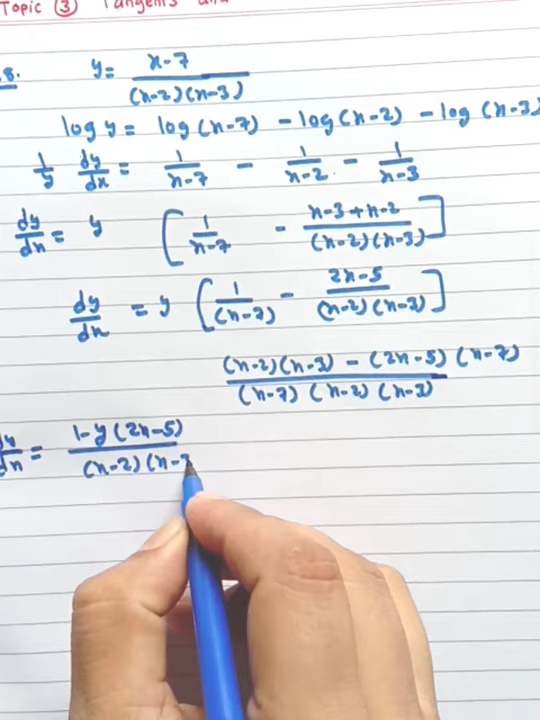 Topic ③ Tangents and
8. y = x-7 / (x-2)(x-3)
log y = log(x-7) - log(x-2) - log(x-3)
1/y dy/dx = 1/x-7 - 1/x-2 - 1/x-3
dy/dx = y [ 1/x-7 - x-3+x-2 / (x-2)(x-3) ]
dy/dx = y [ 1/(x-7) - 2x-5 / (x-2)(x-3) ]
(x-2)(x-3) - (2x-5)(x-7) / (x-7)(x-2)(x-3)
dy/dx = 1-y(2x-5) / (x-2)(x-3